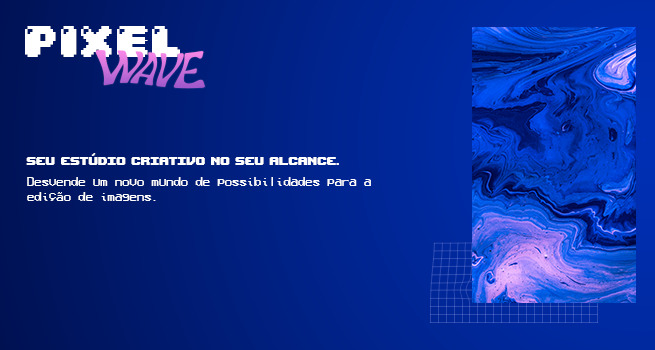 PIXEL
WAVE
SEU ESTÚDIO CRIATIVO NO SEU ALCANCE.
Desvende um novo mundo de possibilidades para a
edição de imagens.